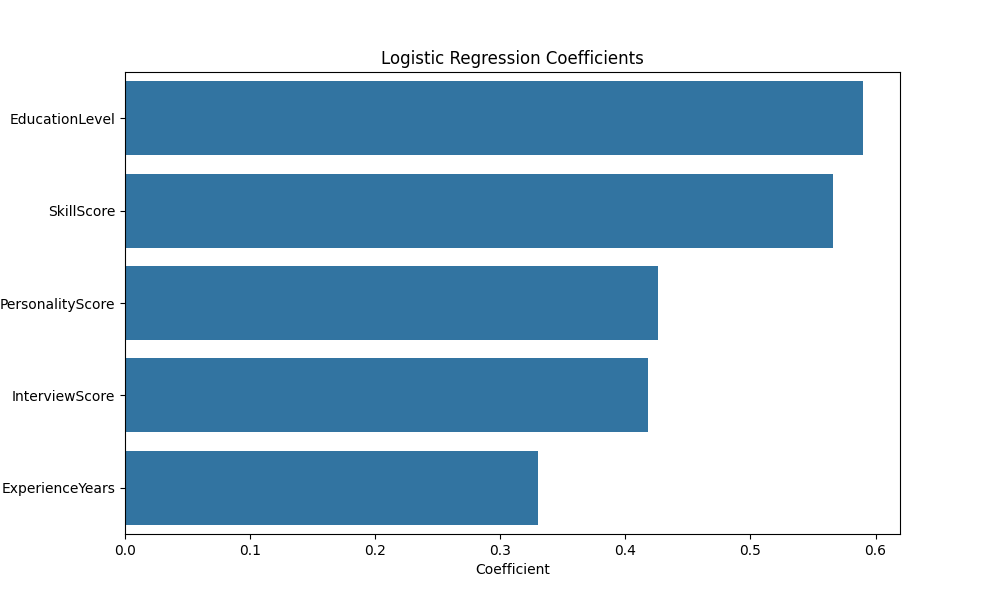 Logistic Regression Coefficients
EducationLevel
SkillScore
PersonalityScore
InterviewScore
ExperienceYears
0.0 0.1 0.2 0.3 0.4 0.5 0.6
Coefficient